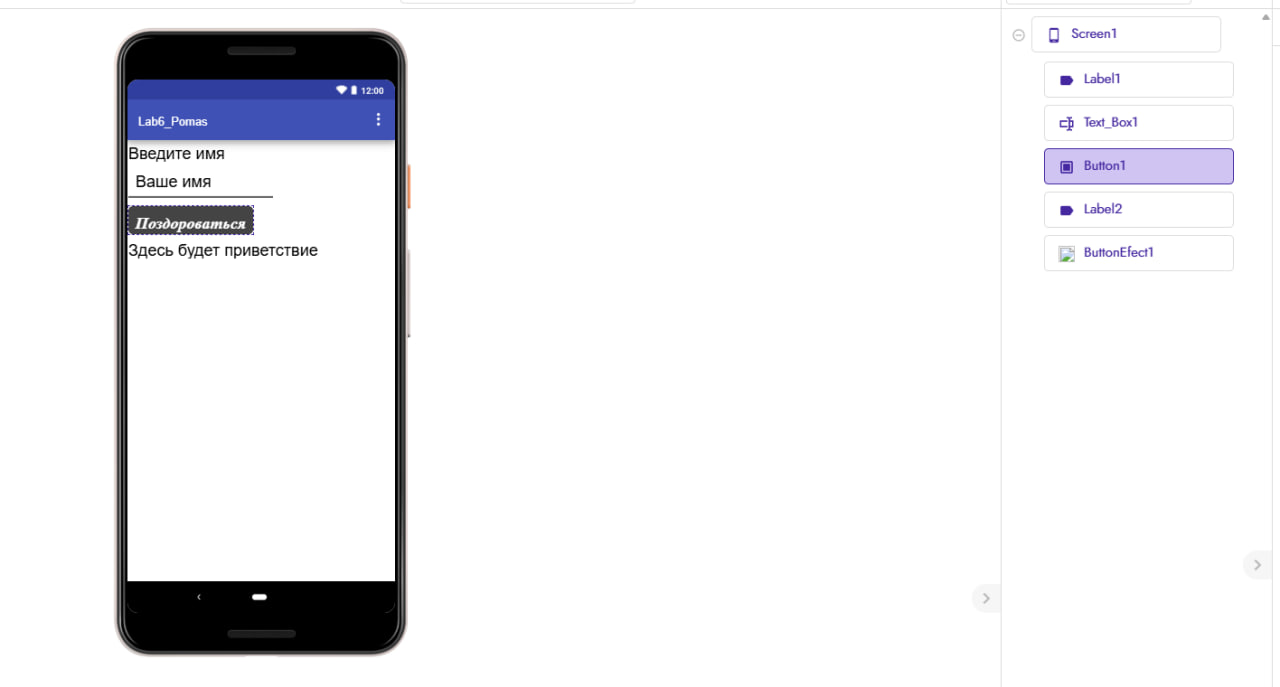 12:00
Lab6_Pomas
Введите имя
Ваше имя
Поздороваться
Здесь будет приветствие
Screen1
Label1
Text_Box1
Button1
Label2
ButtonEfect1